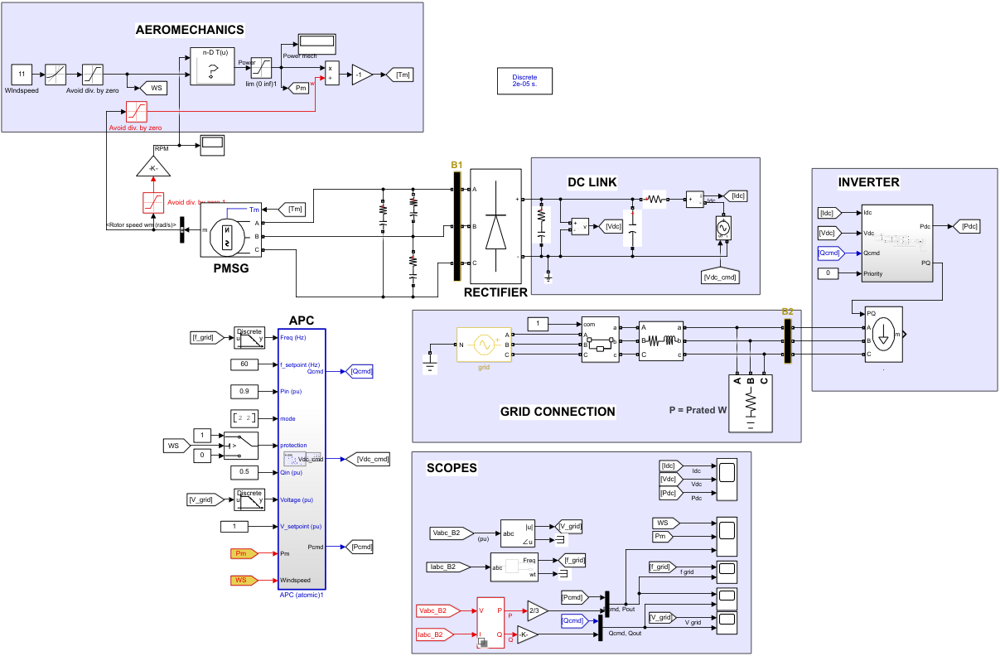 AEROMECHANICS
11
WIndspeed
Avoid div. by zero
WS
n-D T(u)
Power
lim (0 inf)1
Power mech
Pm
w
x
÷
-1
[Tm]
Avoid div. by zero
Discrete
2e-05 s.
RPM
-K-
Avoid div. by zero 1
<Rotor speed wm (rad/s)>
m
Tm
[Tm]
A
B
C
N
S
PMSG
B1
A
B
C
+
-
RECTIFIER
DC LINK
+
-
v
[Vdc]
+
-
i
Idc
[Idc]
[Vdc_cmd]
INVERTER
[Idc]
Idc
[Vdc]
Vdc
[Qcmd]
Qcmd
0
Priority
Pdc
[Pdc]
PQ
PQ
A
B
C
m
.
APC
[f_grid]
Discrete
u
y
Freq (Hz)
60
f_setpoint (Hz)
Qcmd
[Qcmd]
0.9
Pin (pu)
[ 2 2 ]
mode
WS
1
0
>
protection
Vdc_cmd
[Vdc_cmd]
0.5
Qin (pu)
[V_grid]
Discrete
u
y
Voltage (pu)
1
V_setpoint (pu)
Pcmd
[Pcmd]
Pm
Pm
WS
Windspeed
APC (atomic)1
1
com
N
A
B
C
grid
A
B
C
a
b
c
A
B
C
a
b
c
B2
A
B
C
P = Prated W
GRID CONNECTION
SCOPES
[Idc]
Idc
[Vdc]
Vdc
[Pdc]
Pdc
Vabc_B2
(pu)
abc
|u|
∠u
[V_grid]
WS
Pm
Iabc_B2
abc
Freq
wt
[f_grid]
[f_grid]
f grid
[Pcmd]
Pcmd, Pout
Vabc_B2
V
P
P
2/3
[Qcmd]
[V_grid]
V grid
Iabc_B2
I
Q
Q
-K-
Qcmd, Qout